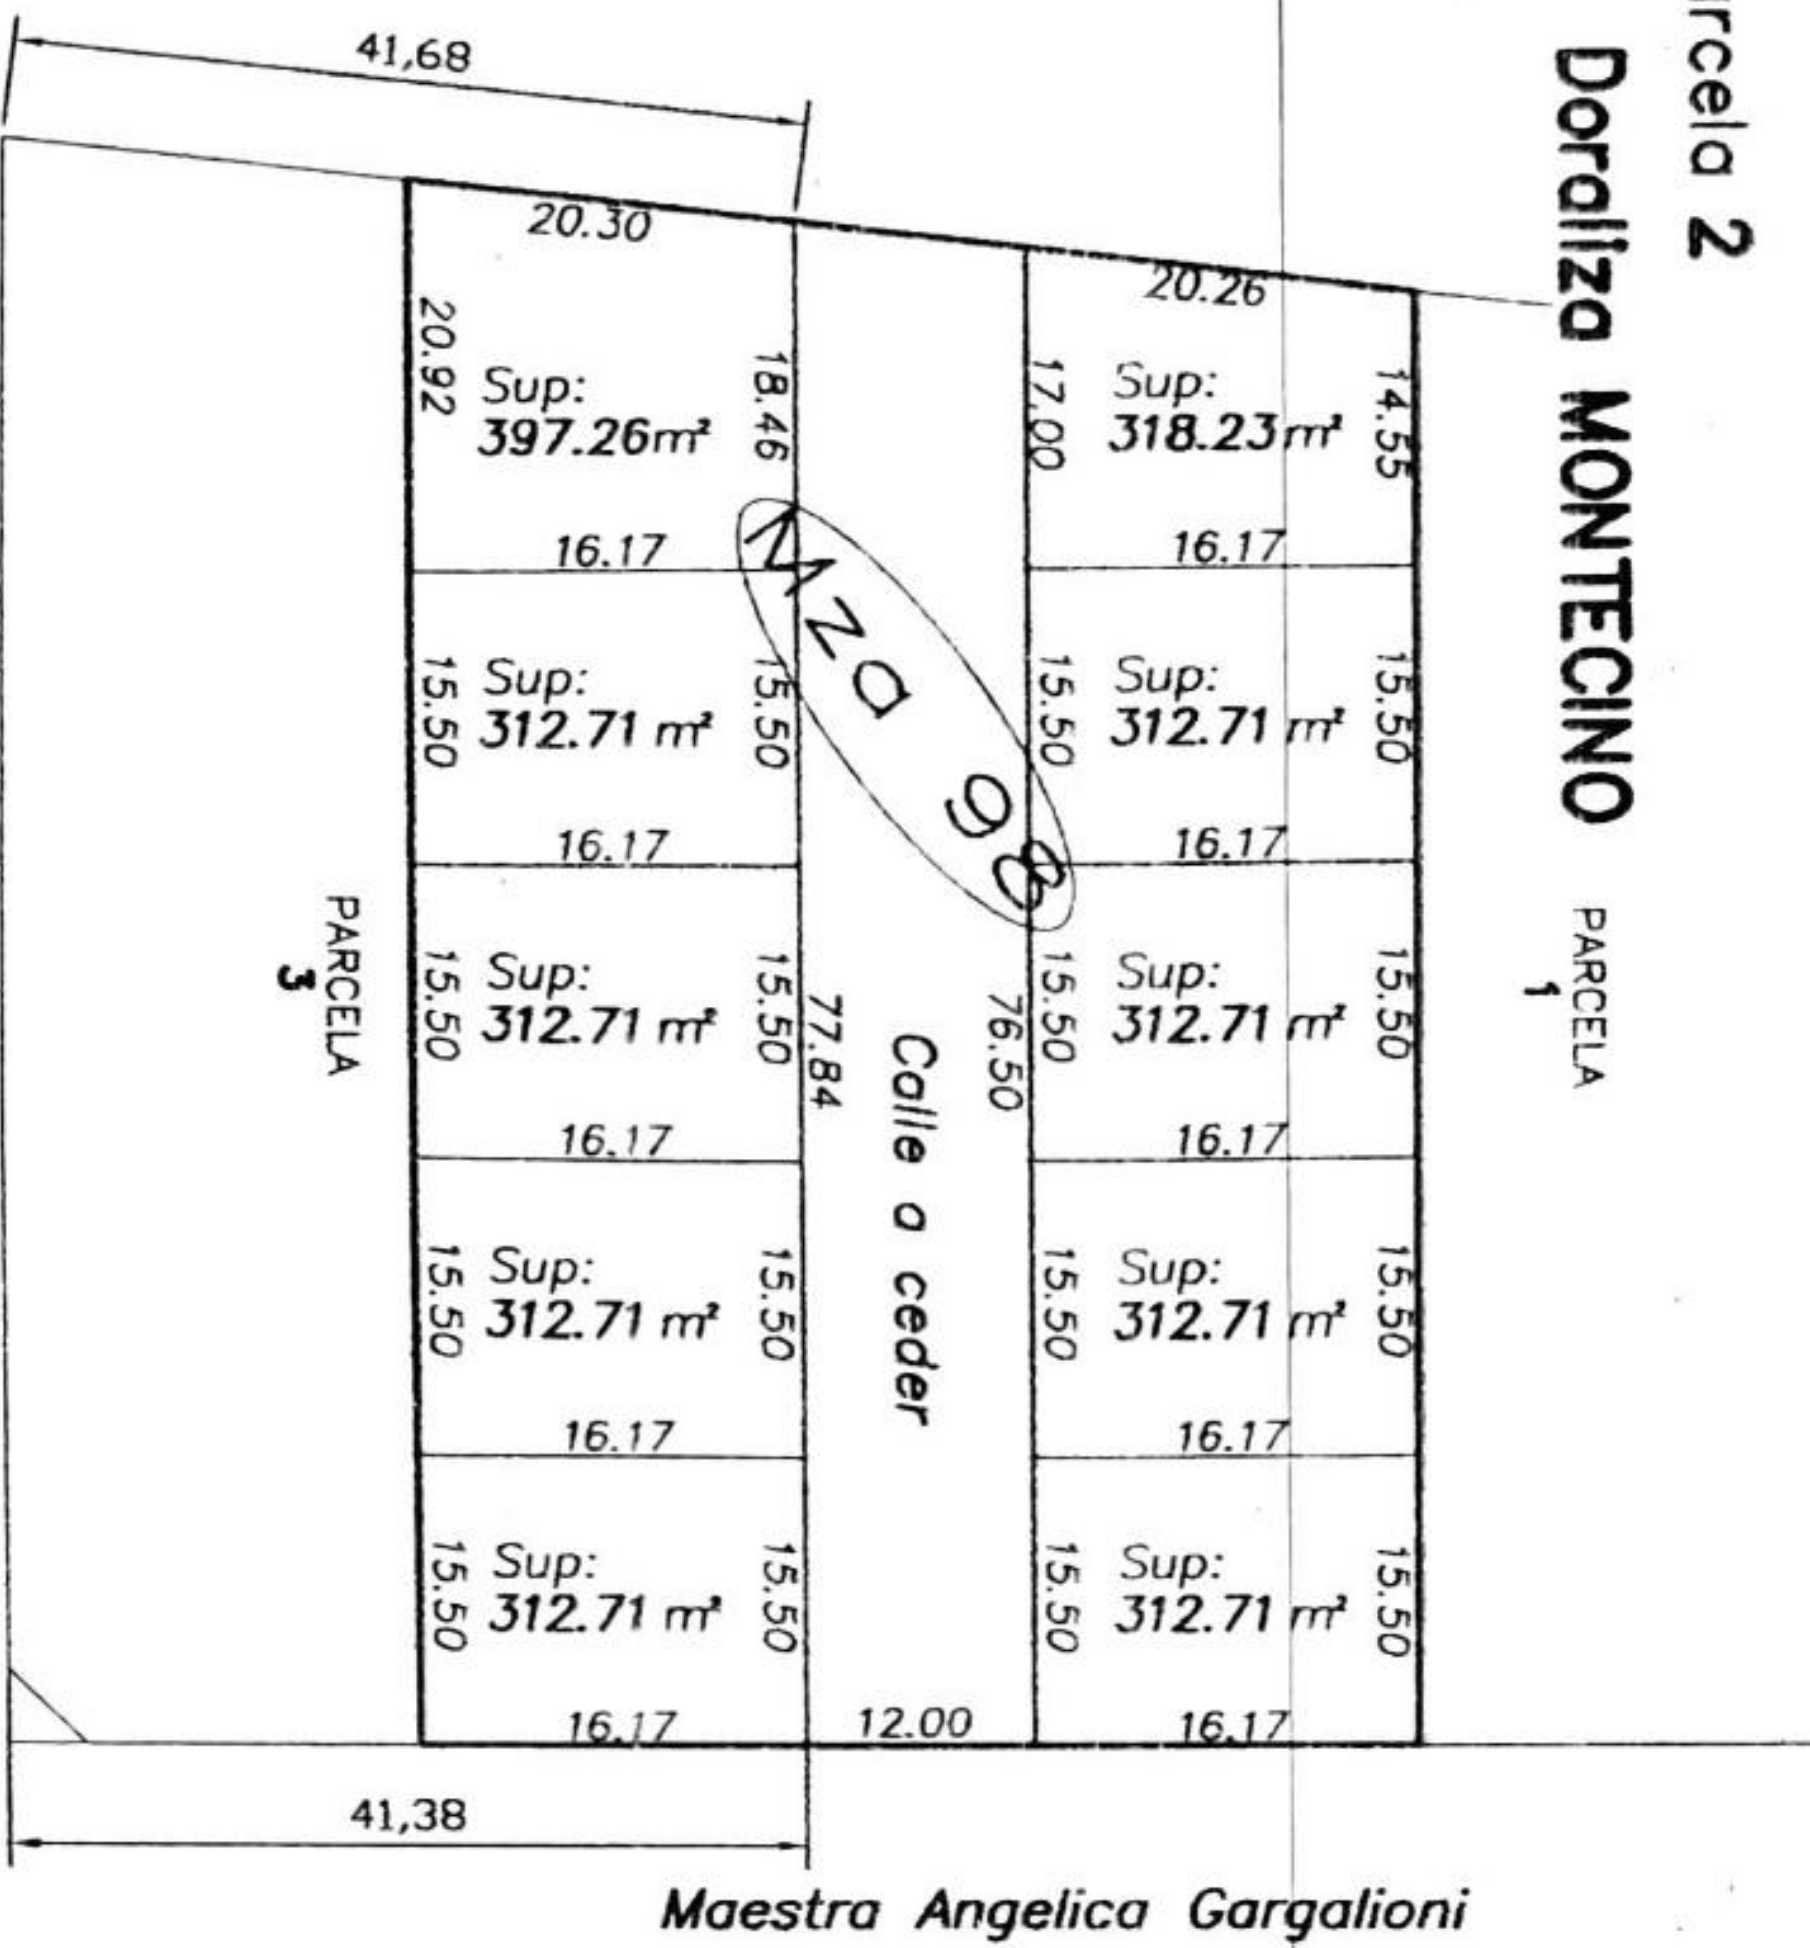 rcela 2
Doraliza MONTECINO
PARCELA
1
41,68
20.30
20.26
20.92
Sup:
397.26m²
18.46
17.00
Sup:
318.23m²
14.55
16.17
16.17
Mza 98
15.50
Sup:
312.71 m²
15.50
15.50
Sup:
312.71 m²
15.50
16.17
16.17
PARCELA
3
15.50
Sup:
312.71 m²
15.50
77.84
Calle a ceder
76.50
15.50
Sup:
312.71 m²
15.50
16.17
16.17
15.50
Sup:
312.71 m²
15.50
15.50
Sup:
312.71 m²
15.50
16.17
16.17
15.50
Sup:
312.71 m²
15.50
15.50
Sup:
312.71 m²
15.50
16.17
12.00
16.17
41,38
Maestra Angelica Gargalioni